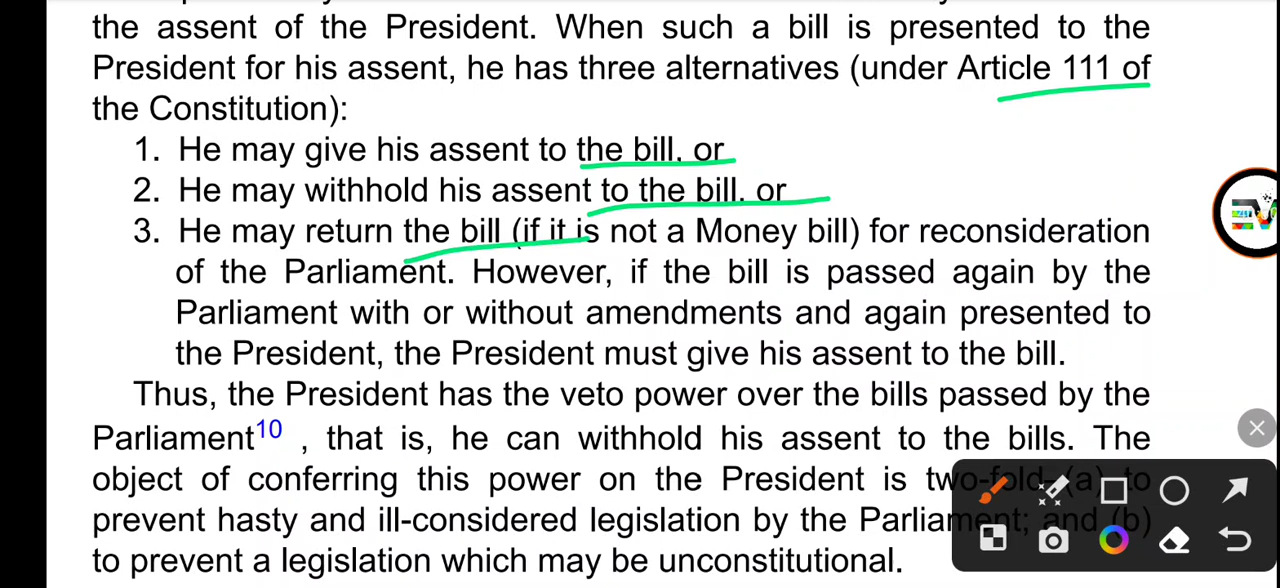 the assent of the President. When such a bill is presented to the
President for his assent, he has three alternatives (under Article 111 of
the Constitution):
1. He may give his assent to the bill, or
2. He may withhold his assent to the bill, or
3. He may return the bill (if it is not a Money bill) for reconsideration
of the Parliament. However, if the bill is passed again by the
Parliament with or without amendments and again presented to
the President, the President must give his assent to the bill.
Thus, the President has the veto power over the bills passed by the
Parliament10 , that is, he can withhold his assent to the bills. The
object of conferring this power on the President is two-fold–(a) to
prevent hasty and ill-considered legislation by the Parliament; and (b)
to prevent a legislation which may be unconstitutional.
EV